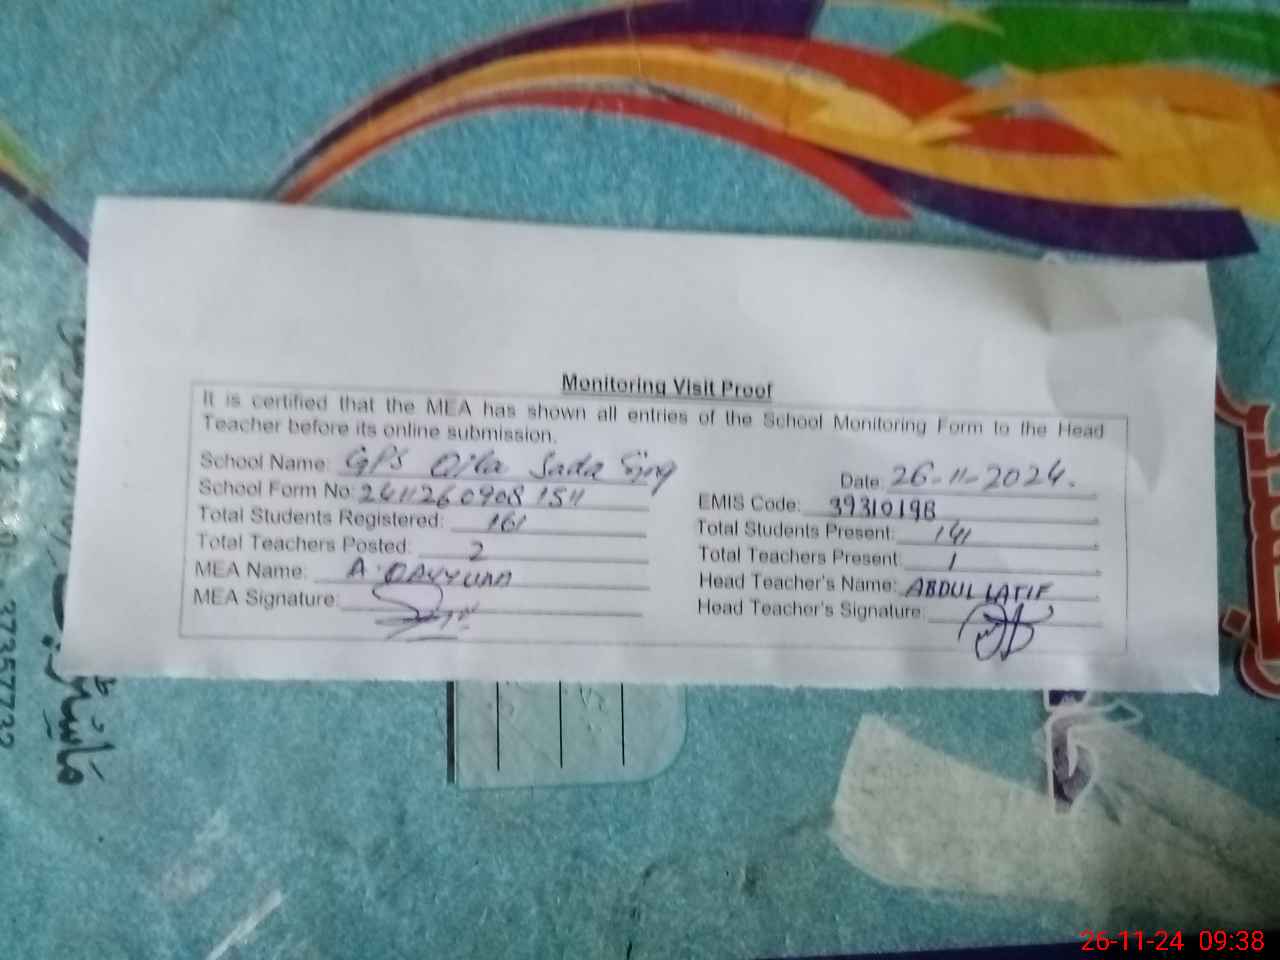 Monitoring Visit Proof
It is certified that the MEA has shown all entries of the School Monitoring Form to the Head
Teacher before its online submission.
School Name: GPS Qila Sada Sing
Date: 26-11-2024.
School Form No: 2411260908 1511
EMIS Code: 39310198
Total Students Registered: 161
Total Students Present: 141
Total Teachers Posted: 2
Total Teachers Present: 1
MEA Name: A. QAYYUM
Head Teacher's Name: ABDUL LATIF
MEA Signature:
Head Teacher's Signature:
26-11-24 09:38